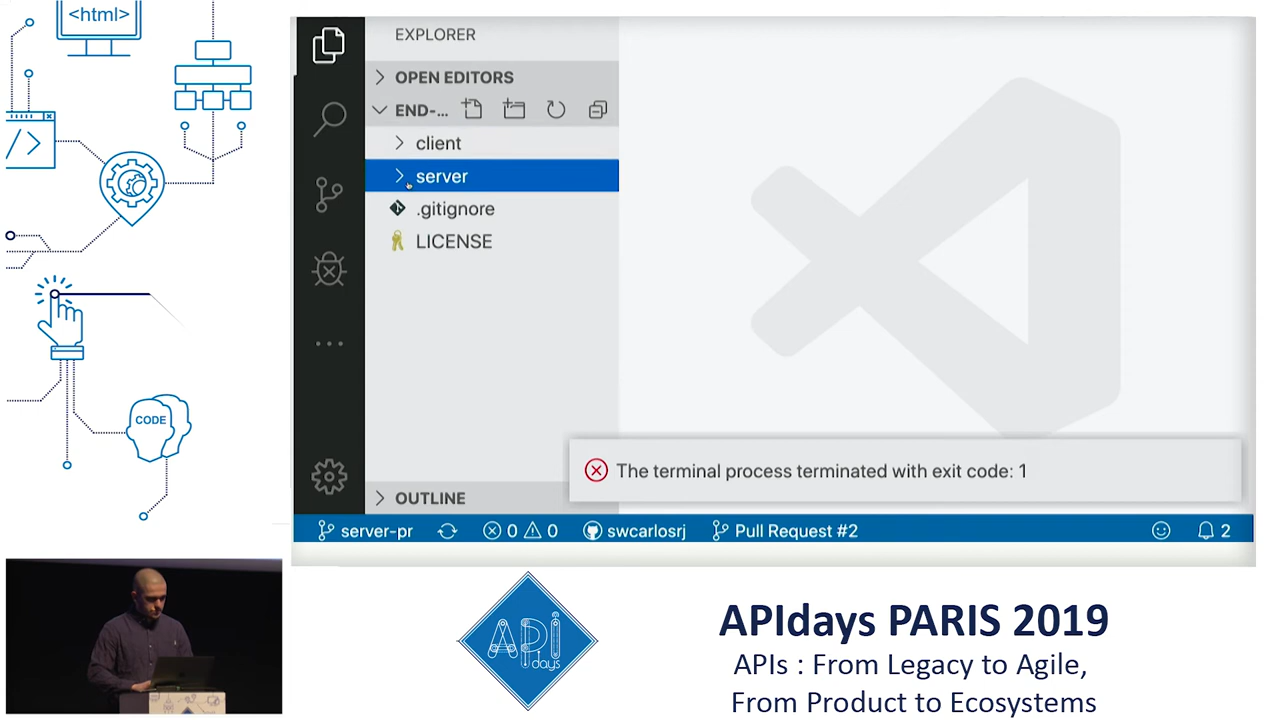 <html>
</>
CODE
EXPLORER
OPEN EDITORS
END-...
client
server
.gitignore
LICENSE
The terminal process terminated with exit code: 1
OUTLINE
server-pr
0
0
swcarlosrj
Pull Request #2
2
API
days
APIdays PARIS 2019
APIs : From Legacy to Agile,
From Product to Ecosystems